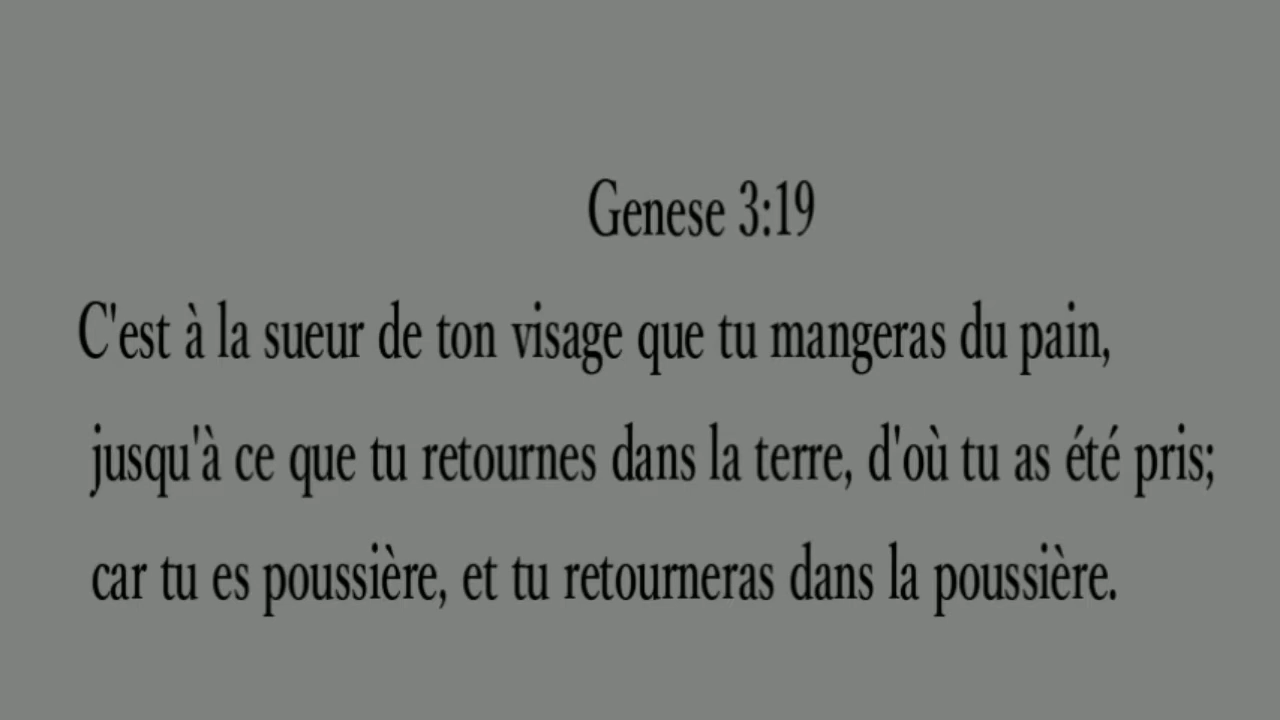 Genese 3:19
C'est à la sueur de ton visage que tu mangeras du pain,
jusqu'à ce que tu retournes dans la terre, d'où tu as été pris;
car tu es poussière, et tu retourneras dans la poussière.